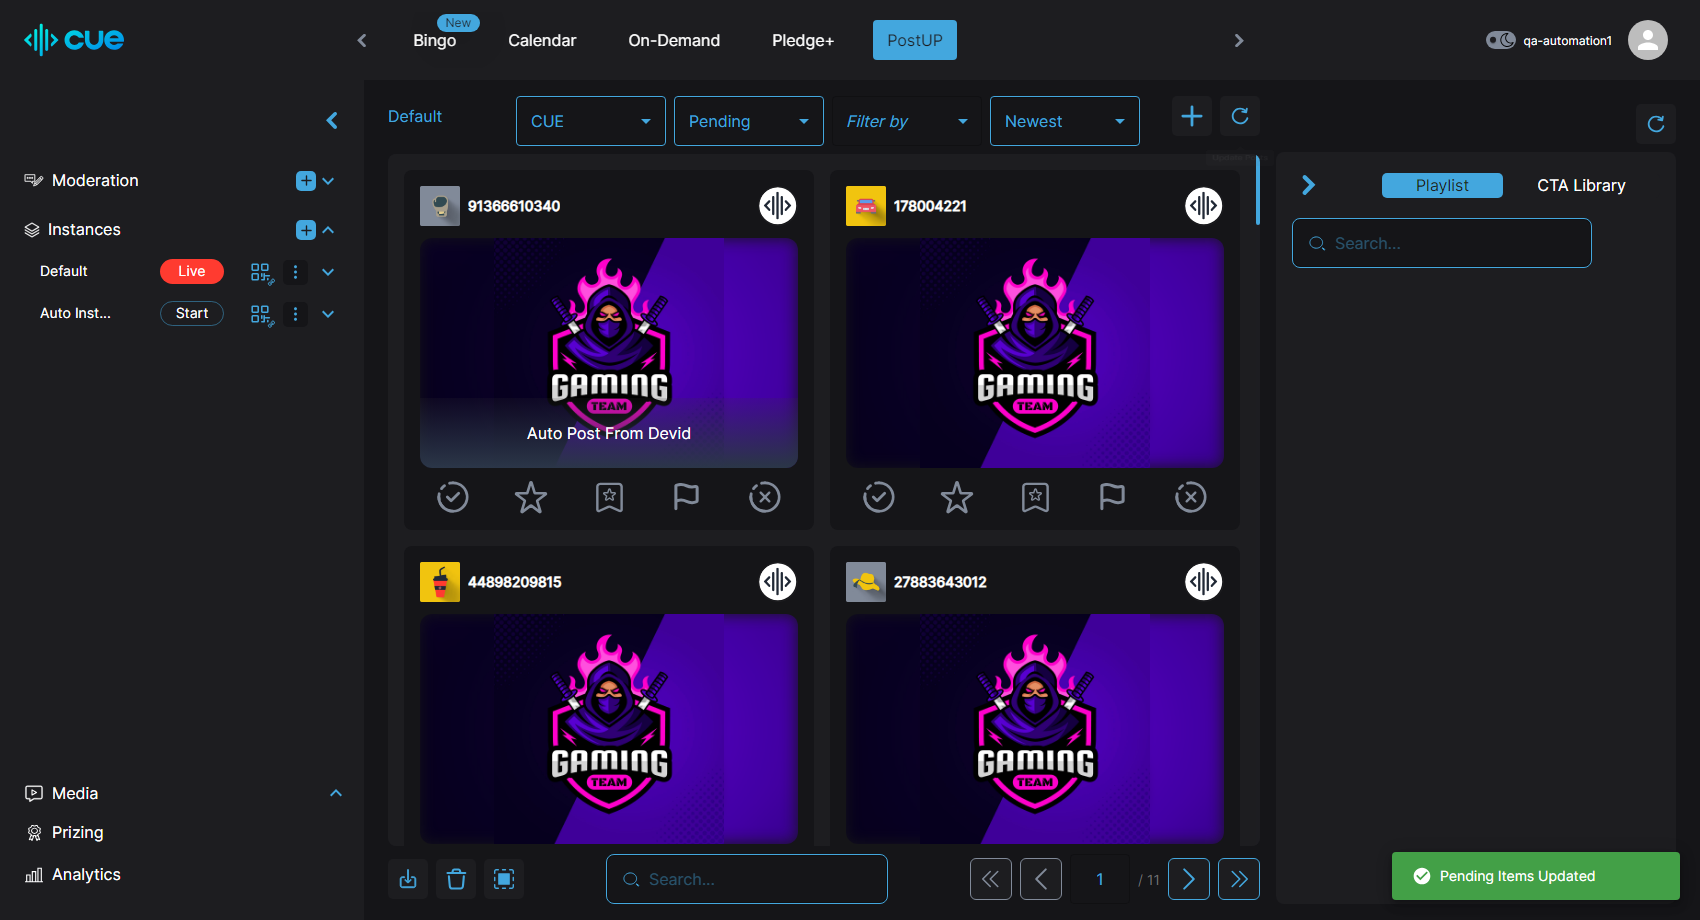 cue
New
Bingo
Calendar
On-Demand
Pledge+
PostUP
qa-automation1
Default
CUE
Pending
Filter by
Newest
Moderation
Instances
Default
Live
Auto Inst...
Start
Media
Prizing
Analytics
91366610340
GAMING
TEAM
Auto Post From Devid
178004221
GAMING
TEAM
44898209815
GAMING
TEAM
27883643012
GAMING
TEAM
Search...
1
/ 11
Playlist
CTA Library
Search...
Pending Items Updated